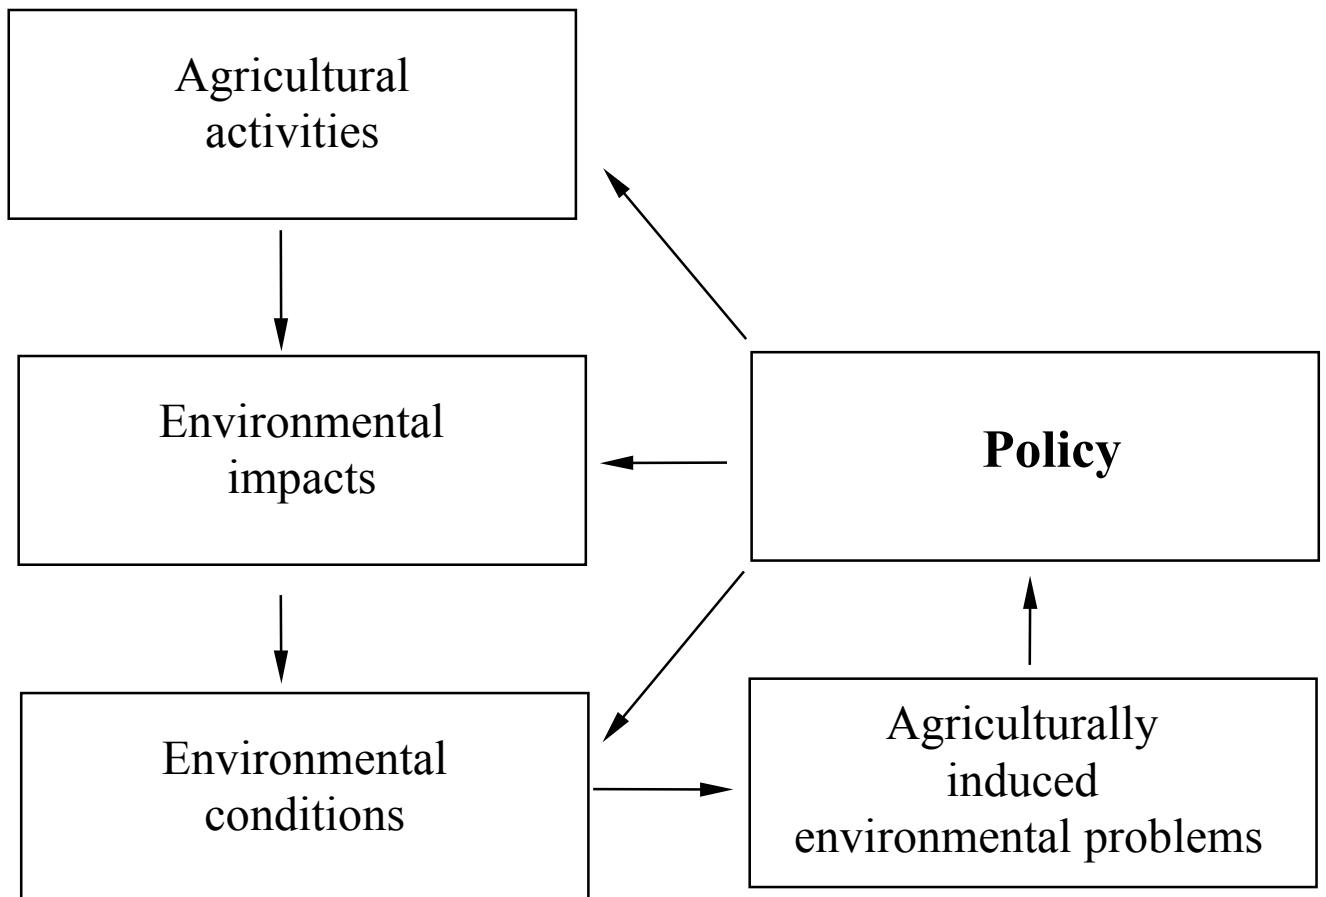 Agricultural
activities
Environmental
impacts
Policy
Environmental
conditions
Agriculturally
induced
environmental problems